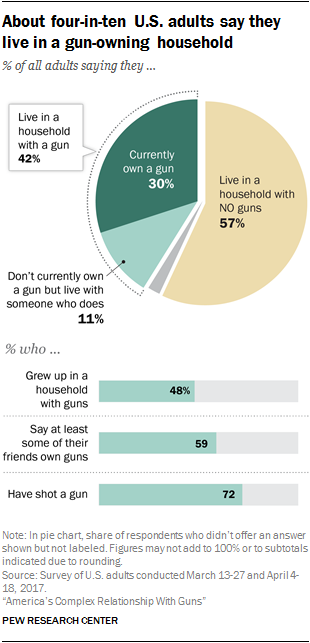 About four-in-ten U.S. adults say they
live in a gun-owning household
% of all adults saying they ...
Live in a
household
with a gun
42%
Currently
own a gun
30%
Live in a
household with
NO guns
57%
Don't currently own
a gun but live with
someone who does
11%
% who ...
Grew up in a
household
with guns
48%
Say at least
some of their
friends own guns
59
Have shot a gun
72
Note: In pie chart, share of respondents who didn't offer an answer
shown but not labeled. Figures may not add to 100% or to subtotals
indicated due to rounding.
Source: Survey of U.S. adults conducted March 13-27 and April 4-
18, 2017.
"America's Complex Relationship With Guns"
PEW RESEARCH CENTER